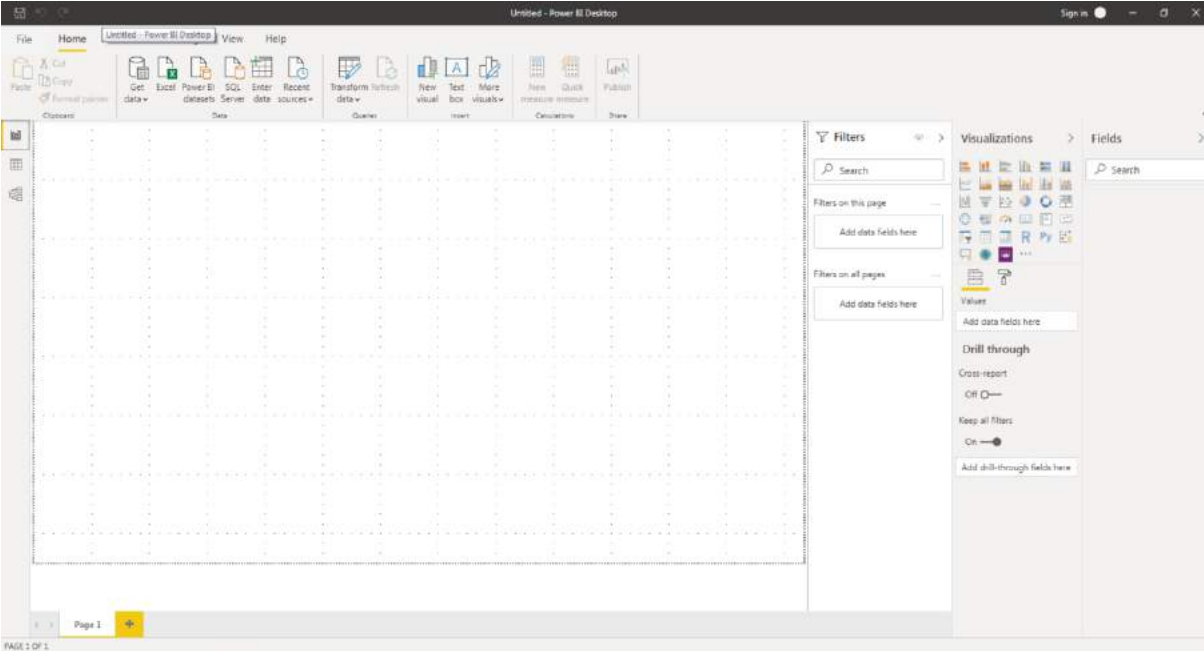 Untitled - Power BI Desktop
Sign in
File
Home
Untitled - Power BI Desktop
View
Help
Paste
Cut
Copy
Format painter
Clipboard
Get data
Excel
Power BI datasets
SQL Server
Enter data
Recent sources
Data
Transform data
Refresh
Queries
New visual
Text box
More visuals
Insert
New measure
Quick measure
Calculations
Publish
Share
Filters
Search
Filters on this page
Add data fields here
Filters on all pages
Add data fields here
Visualizations
R
Py
Values
Add data fields here
Drill through
Cross-report
Off
Keep all filters
On
Add drill-through fields here
Fields
Search
Page 1
PAGE 1 OF 1